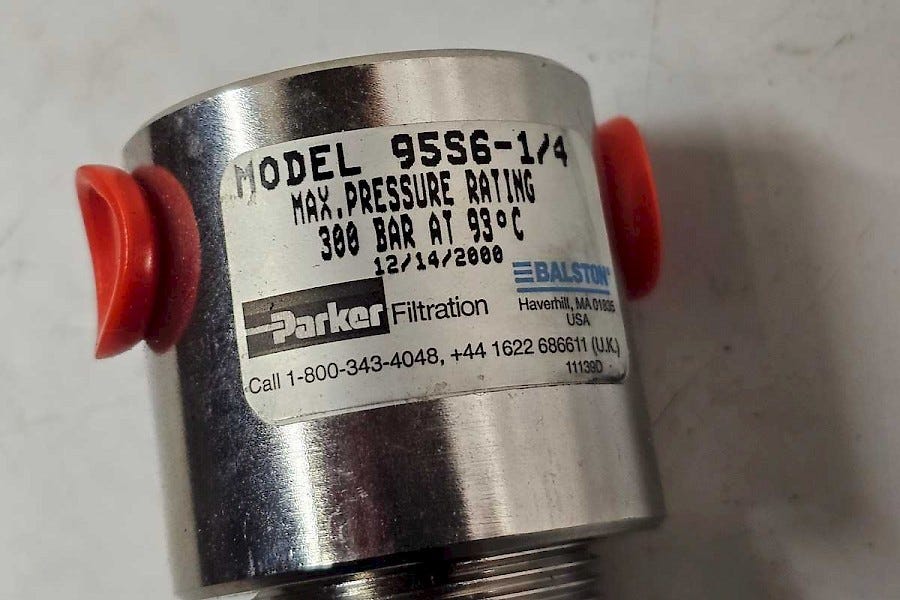 MODEL 95S6-1/4
MAX.PRESSURE RATING
300 BAR AT 93°C
12/14/2000
Parker Filtration
BALSTON®
Haverhill, MA 01835
USA
Call 1-800-343-4048, +44 1622 686611 (U.K.)
11139D